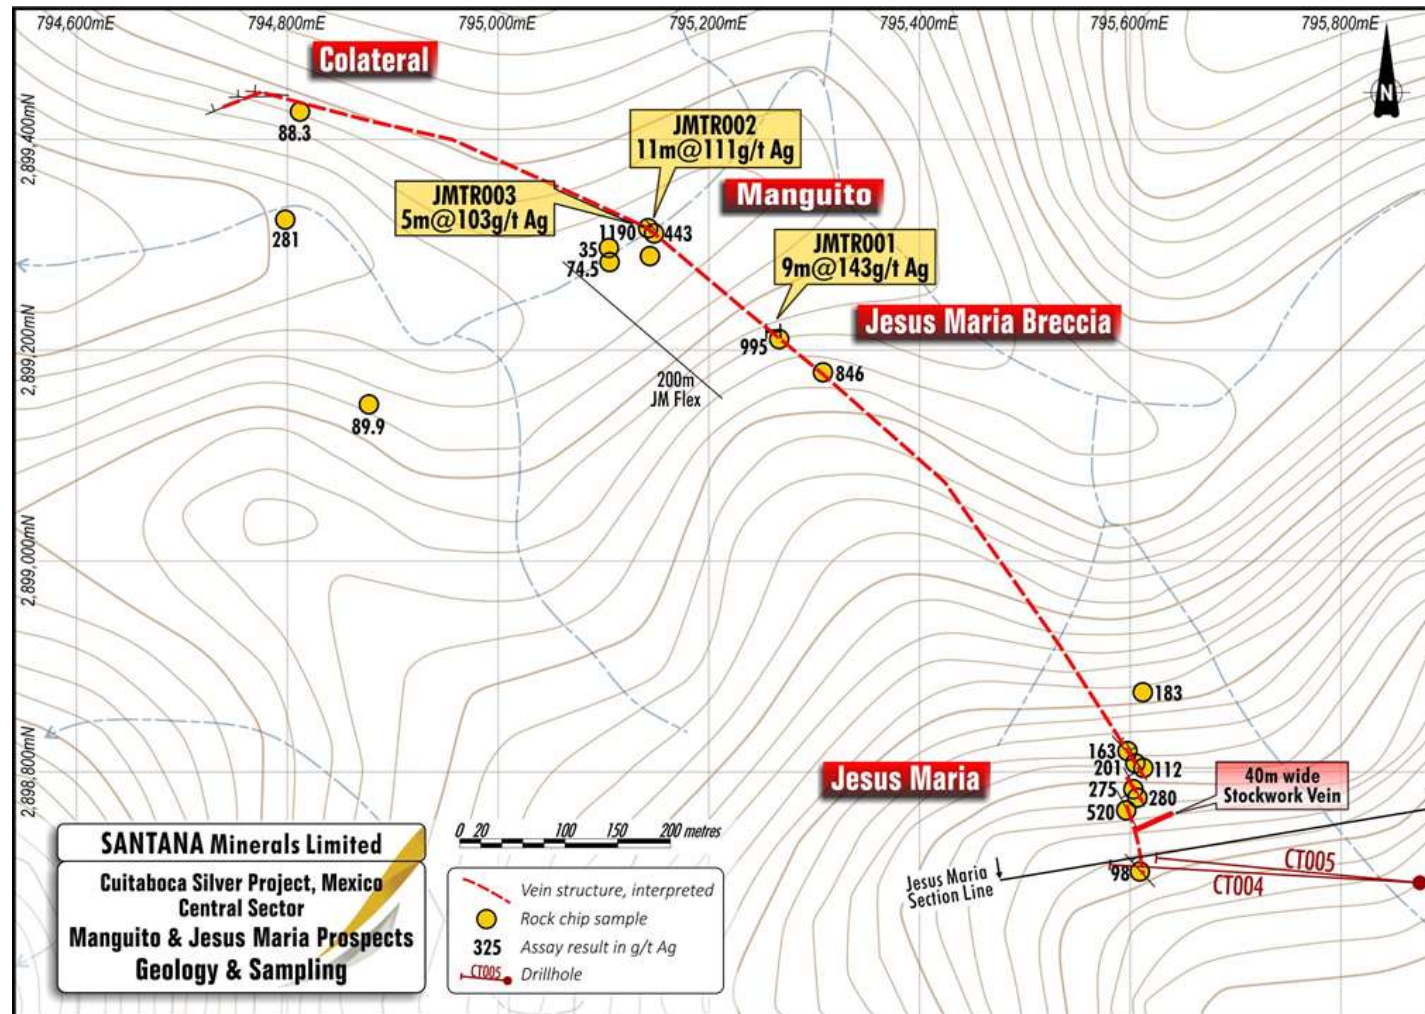 794,600mE
794,800mE
795,000mE
795,200mE
795,400mE
795,600mE
795,800mE
Colateral
N
88.3
2,899,400mN
JMTR002
11m@111g/t Ag
JMTR003
5m@103g/t Ag
Manguito
281
1190
443
35
74.5
JMTR001
9m@143g/t Ag
Jesus Maria Breccia
995
846
2,899,200mN
200m
JM Flex
89.9
2,899,000mN
183
163
201
112
275
280
520
Jesus Maria
40m wide
Stockwork Vein
2,898,800mN
98
Jesus Maria
Section Line
CT005
CT004
SANTANA Minerals Limited
Cuitaboca Silver Project, Mexico
Central Sector
Manguito & Jesus Maria Prospects
Geology & Sampling
0 20 100 150 200 metres
Vein structure, interpreted
Rock chip sample
325 Assay result in g/t Ag
CT005 Drillhole